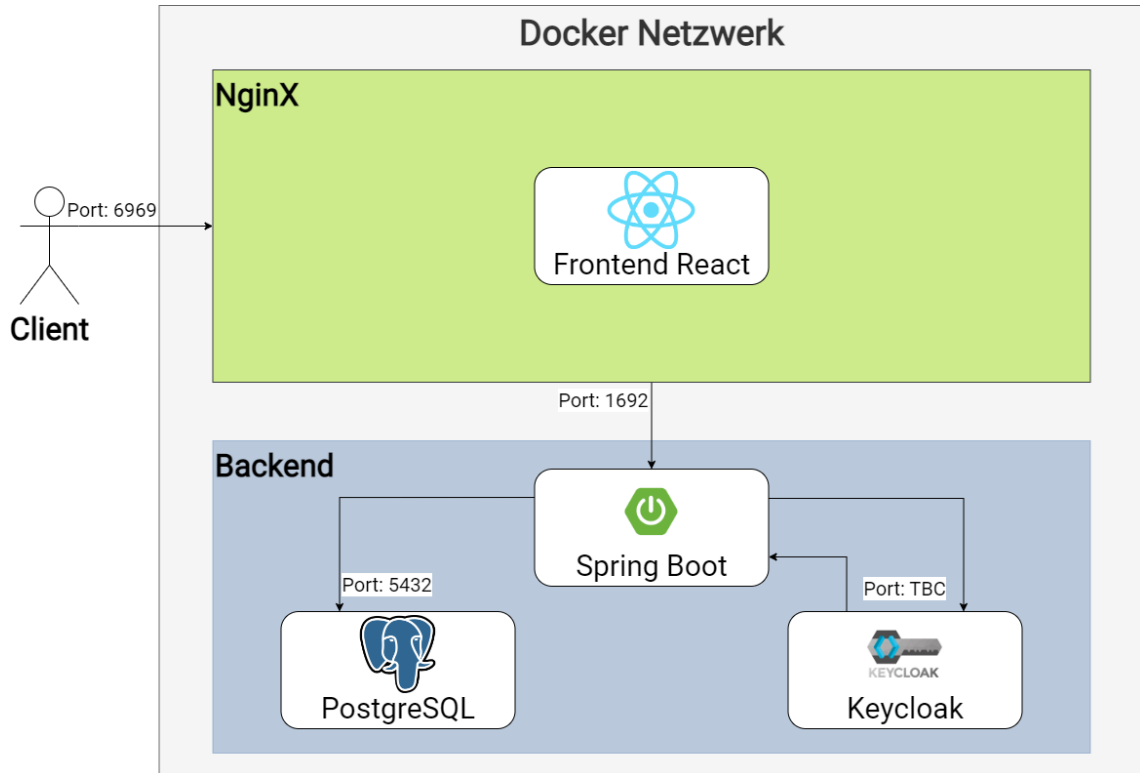 Docker Netzwerk
NginX
Port: 6969
Frontend React
Client
Port: 1692
Backend
Spring Boot
Port: 5432
Port: TBC
KEYCLOAK
PostgreSQL
Keycloak